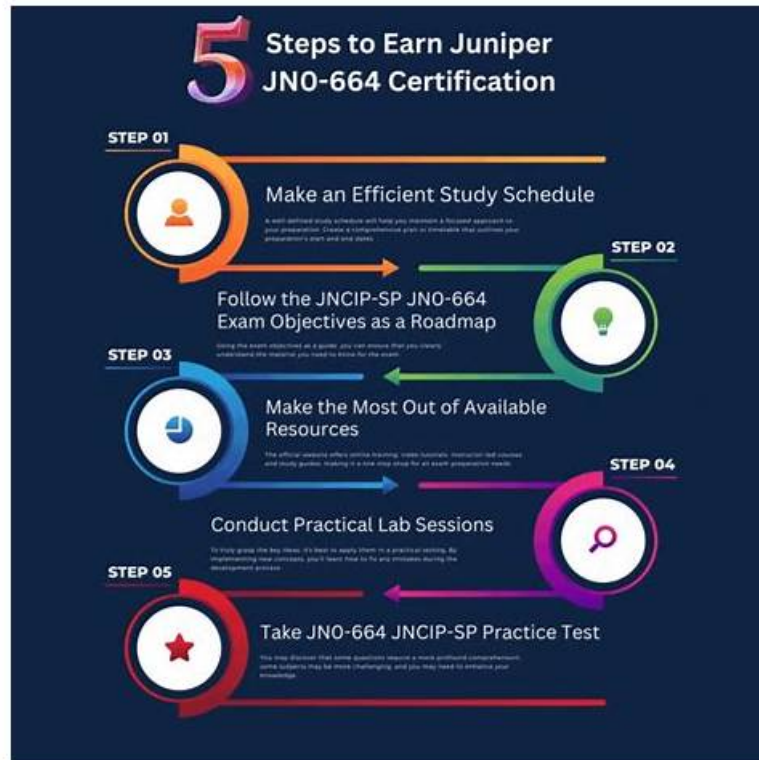 5
Steps to Earn Juniper
JN0-664 Certification
STEP 01
Make an Efficient Study Schedule
A well-defined study schedule will help you maintain a focused approach to
your preparation. Create a comprehensive plan or timetable that outlines your
preparation's start and end dates.
STEP 02
Follow the JNCIP-SP JN0-664
Exam Objectives as a Roadmap
Using the exam objectives as a guide, you can ensure that you clearly
understand the material you need to know for the exam.
STEP 03
Make the Most Out of Available
Resources
The official website offers online training, video tutorials, instructor-led courses
and study guides, making it a one-stop shop for all exam preparation needs.
STEP 04
Conduct Practical Lab Sessions
To truly grasp the key ideas, it's best to apply them in a practical setting. By
implementing new concepts, you'll learn how to fix any mistakes during the
development process.
STEP 05
Take JN0-664 JNCIP-SP Practice Test
You may discover that some questions require a more profound comprehension,
some subjects may be more challenging, and you may need to enhance your
knowledge.